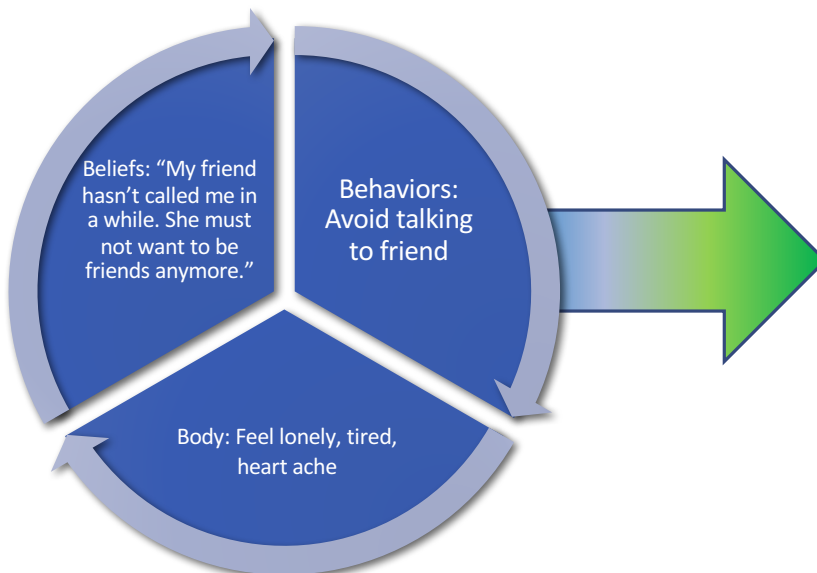 Beliefs: “My friend
hasn’t called me in
a while. She must
not want to be
friends anymore.”
Behaviors:
Avoid talking
to friend
Body: Feel lonely, tired,
heart ache